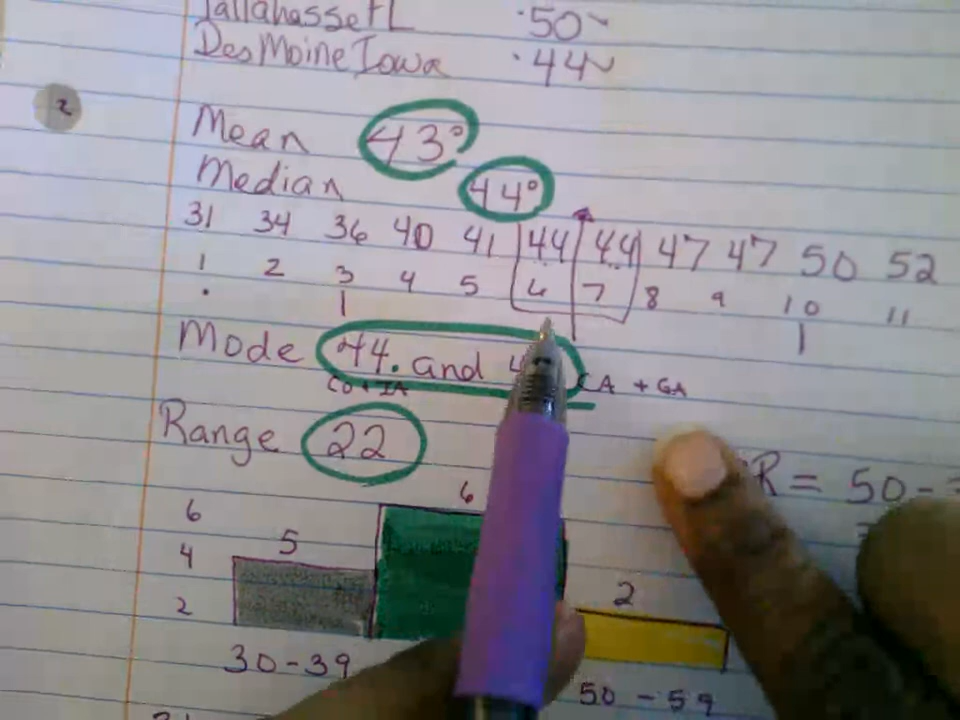 Tallahasse FL 50
Des Moine Iowa 44
2
Mean 43°
Median 44°
31 34 36 40 41 44 44 47 47 50 52
1 2 3 4 5 6 7 8 9 10 11
Mode 44. and
CO + IA CA + GA
Range 22
R = 50 -
6 6
4 5
2 2
30-39 50-59